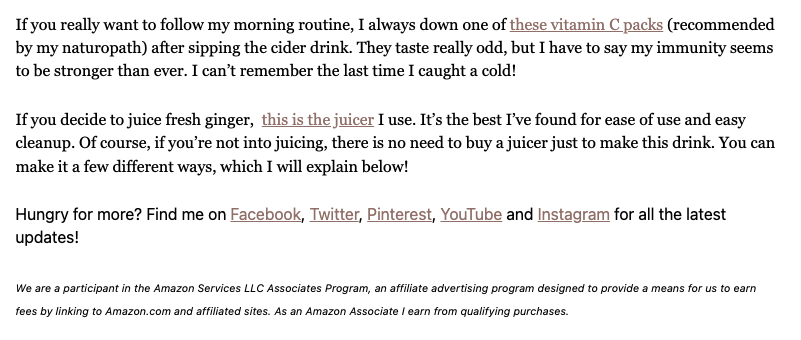 If you really want to follow my morning routine, I always down one of these vitamin C packs (recommended
by my naturopath) after sipping the cider drink. They taste really odd, but I have to say my immunity seems
to be stronger than ever. I can’t remember the last time I caught a cold!
If you decide to juice fresh ginger,  this is the juicer I use. It’s the best I’ve found for ease of use and easy
cleanup. Of course, if you’re not into juicing, there is no need to buy a juicer just to make this drink. You can
make it a few different ways, which I will explain below!
Hungry for more? Find me on Facebook, Twitter, Pinterest, YouTube and Instagram for all the latest
updates!
We are a participant in the Amazon Services LLC Associates Program, an affiliate advertising program designed to provide a means for us to earn
fees by linking to Amazon.com and affiliated sites. As an Amazon Associate I earn from qualifying purchases.